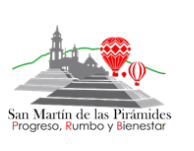 San Martín de las Pirámides
Progreso, Rumbo y Bienestar